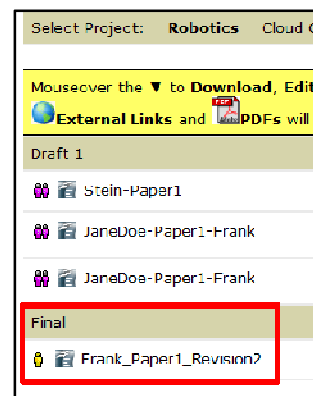 Select Project: Robotics Cloud
Mouseover the ▼ to Download, Edit
External Links and PDFs will
Draft 1
Stein-Paper1
JaneDoe-Paper1-Frank
JaneDoe-Paper1-Frank
Final
Frank_Paper1_Revision2